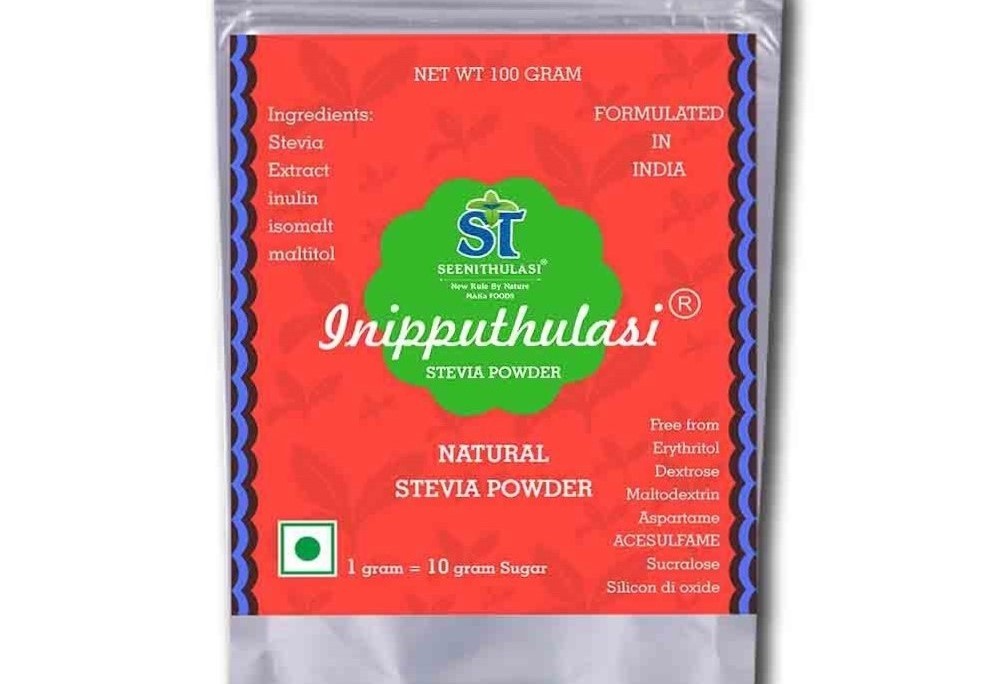 NET WT 100 GRAM
Ingredients:
Stevia
Extract
inulin
isomalt
maltitol
FORMULATED
IN
INDIA
ST
SEENITHULASI®
New Rule By Nature
MAKs FOODS
Inipputhulasi®
STEVIA POWDER
NATURAL
STEVIA POWDER
1 gram = 10 gram Sugar
Free from
Erythritol
Dextrose
Maltodextrin
Aspartame
ACESULFAME
Sucralose
Silicon di oxide